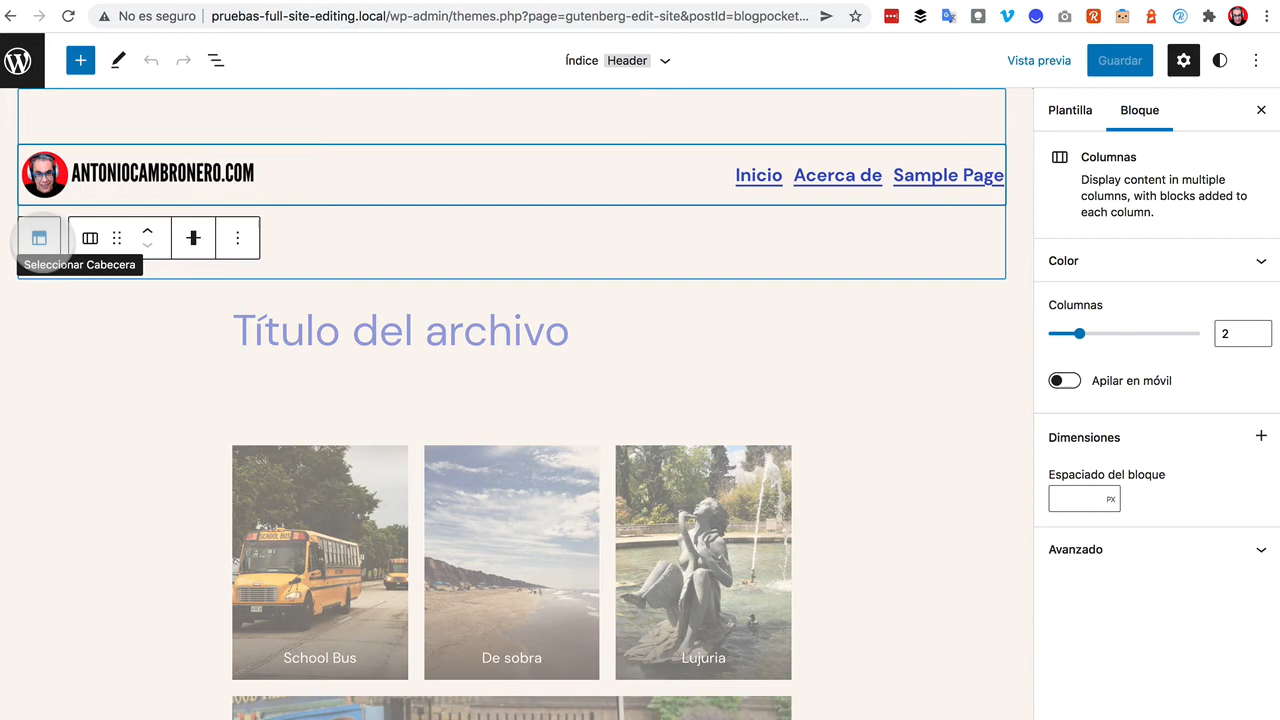 No es seguro
pruebas-full-site-editing.local/wp-admin/themes.php?page=gutenberg-edit-site&postId=blogpocket...
Índice Header
Vista previa
Guardar
ANTONIOCAMBRONERO.COM
Inicio Acerca de Sample Page
Seleccionar Cabecera
Título del archivo
SCHOOL BUS
School Bus
De sobra
Lujuria
Plantilla
Bloque
Columnas
Display content in multiple
columns, with blocks added to
each column.
Color
Columnas
2
Apilar en móvil
Dimensiones
Espaciado del bloque
PX
Avanzado